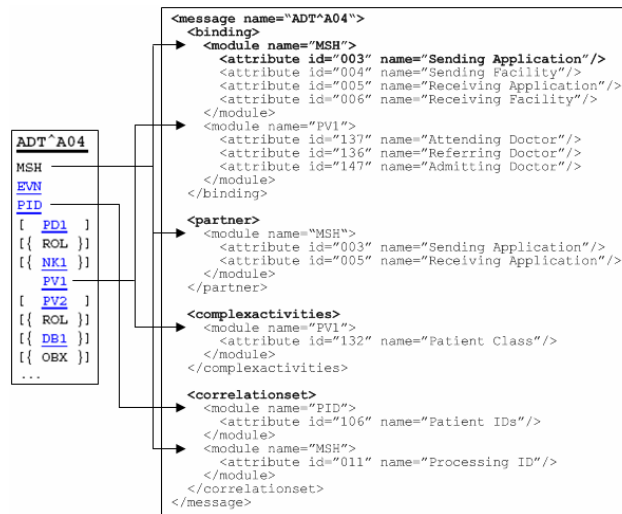 ADT^A04
MSH
EVN
PID
[ PD1 ]
[{ ROL }]
[{ NK1 }]
PV1
[ PV2 ]
[{ ROL }]
[{ DB1 }]
[{ OBX }]
...
<message name="ADT^A04">
<binding>
<module name="MSH">
<attribute id="003" name="Sending Application"/>
<attribute id="004" name="Sending Facility"/>
<attribute id="005" name="Receiving Application"/>
<attribute id="006" name="Receiving Facility"/>
</module>
<module name="PV1">
<attribute id="137" name="Attending Doctor"/>
<attribute id="136" name="Referring Doctor"/>
<attribute id="147" name="Admitting Doctor"/>
</module>
</binding>
<partner>
<module name="MSH">
<attribute id="003" name="Sending Application"/>
<attribute id="005" name="Receiving Application"/>
</module>
</partner>
<complexactivities>
<module name="PV1">
<attribute id="132" name="Patient Class"/>
</module>
</complexactivities>
<correlationset>
<module name="PID">
<attribute id="106" name="Patient IDs"/>
</module>
<module name="MSH">
<attribute id="011" name="Processing ID"/>
</module>
</correlationset>
</message>